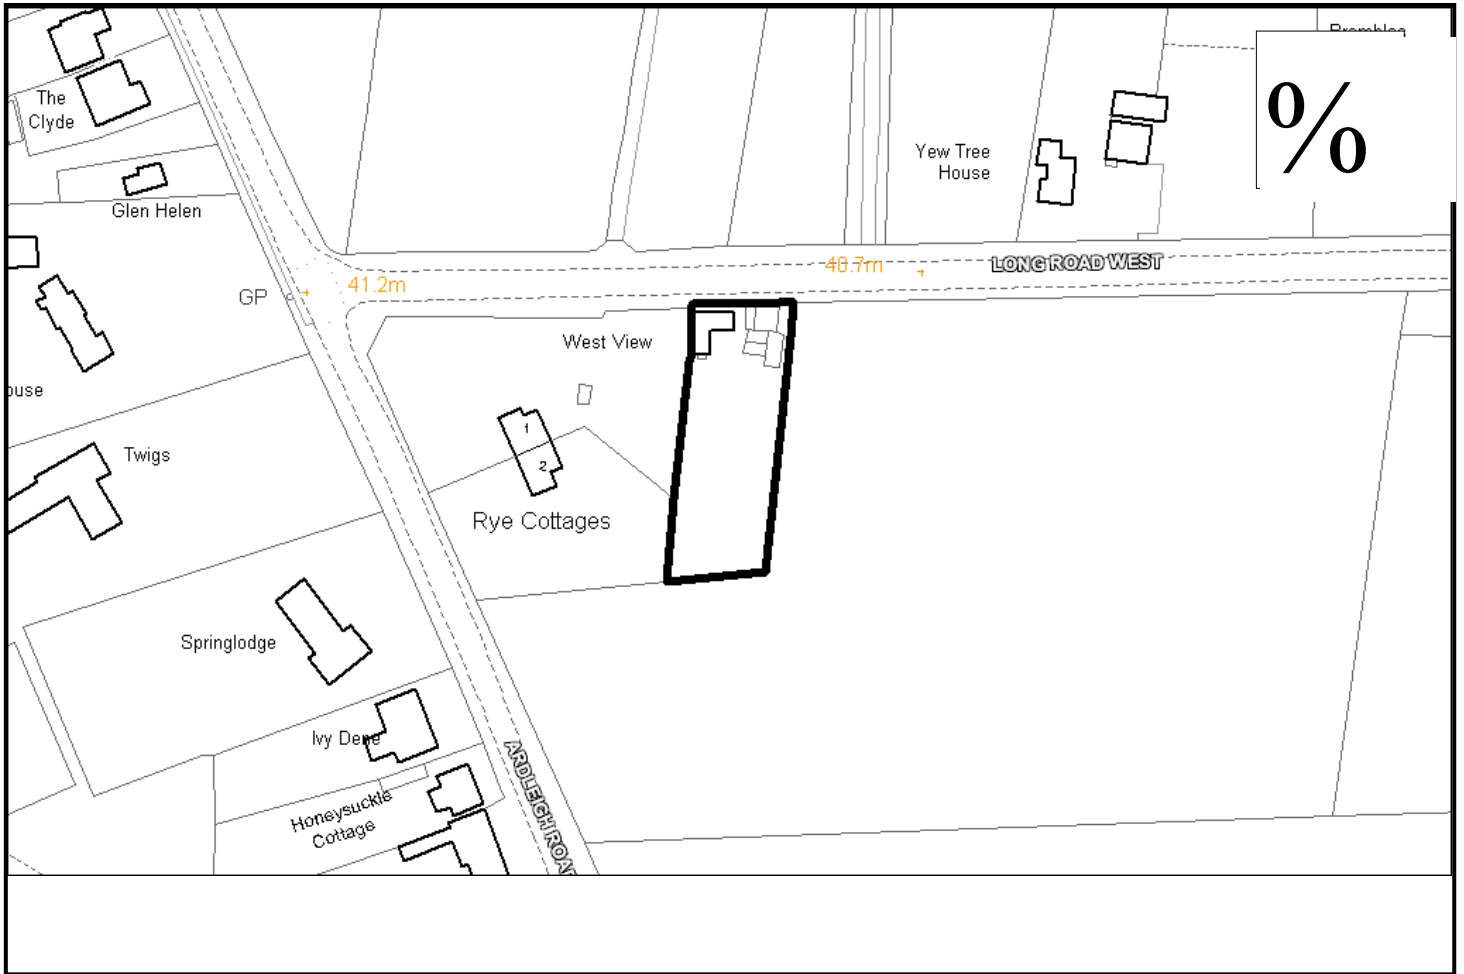 %
The
Clyde
Yew Tree
House
Glen Helen
LONG ROAD WEST
40.7m
41.2m
GP
West View
ouse
1
2
Twigs
Rye Cottages
Springlodge
Ivy Dene
ARDLEIGH ROAD
Honeysuckle
Cottage